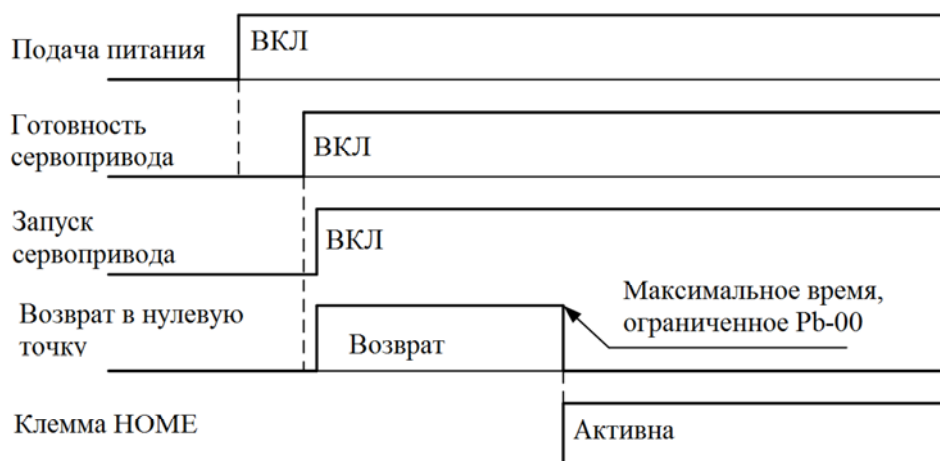 Подача питания
ВКЛ
Готовность
сервопривода
ВКЛ
Запуск
сервопривода
ВКЛ
Возврат в нулевую
точку
Возврат
Максимальное время,
ограниченное Pb-00
Клемма HOME
Активна